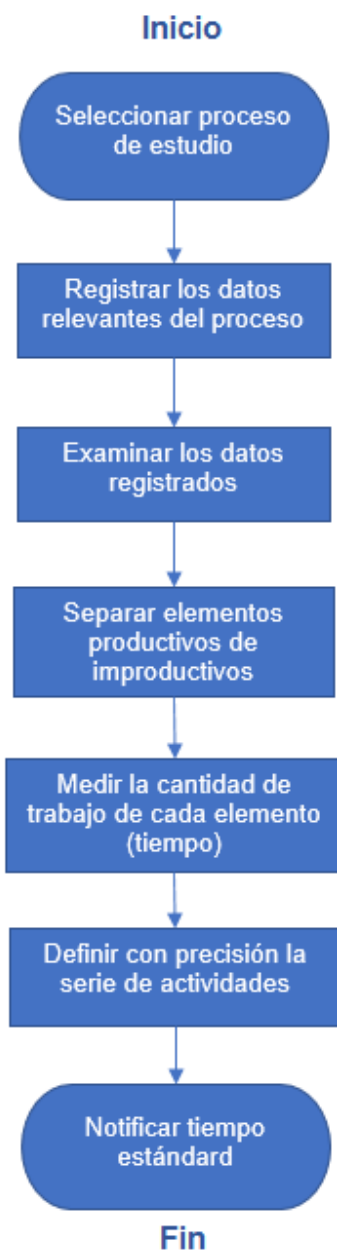 Inicio
Seleccionar proceso
de estudio
Registrar los datos
relevantes del proceso
Examinar los datos
registrados
Separar elementos
productivos de
improductivos
Medir la cantidad de
trabajo de cada elemento
(tiempo)
Definir con precisión la
serie de actividades
Notificar tiempo
estándard
Fin